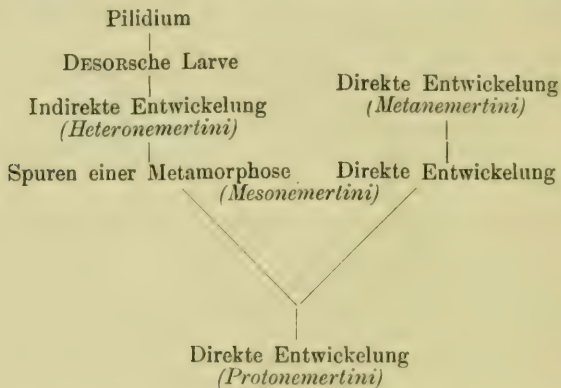 Pilidium
DESORsche Larve
Indirekte Entwickelung
(Heteronemertini)
Spuren einer Metamorphose
(Mesonemertini)
Direkte Entwickelung
(Metanemertini)
Direkte Entwickelung
Direkte Entwickelung
(Protonemertini)